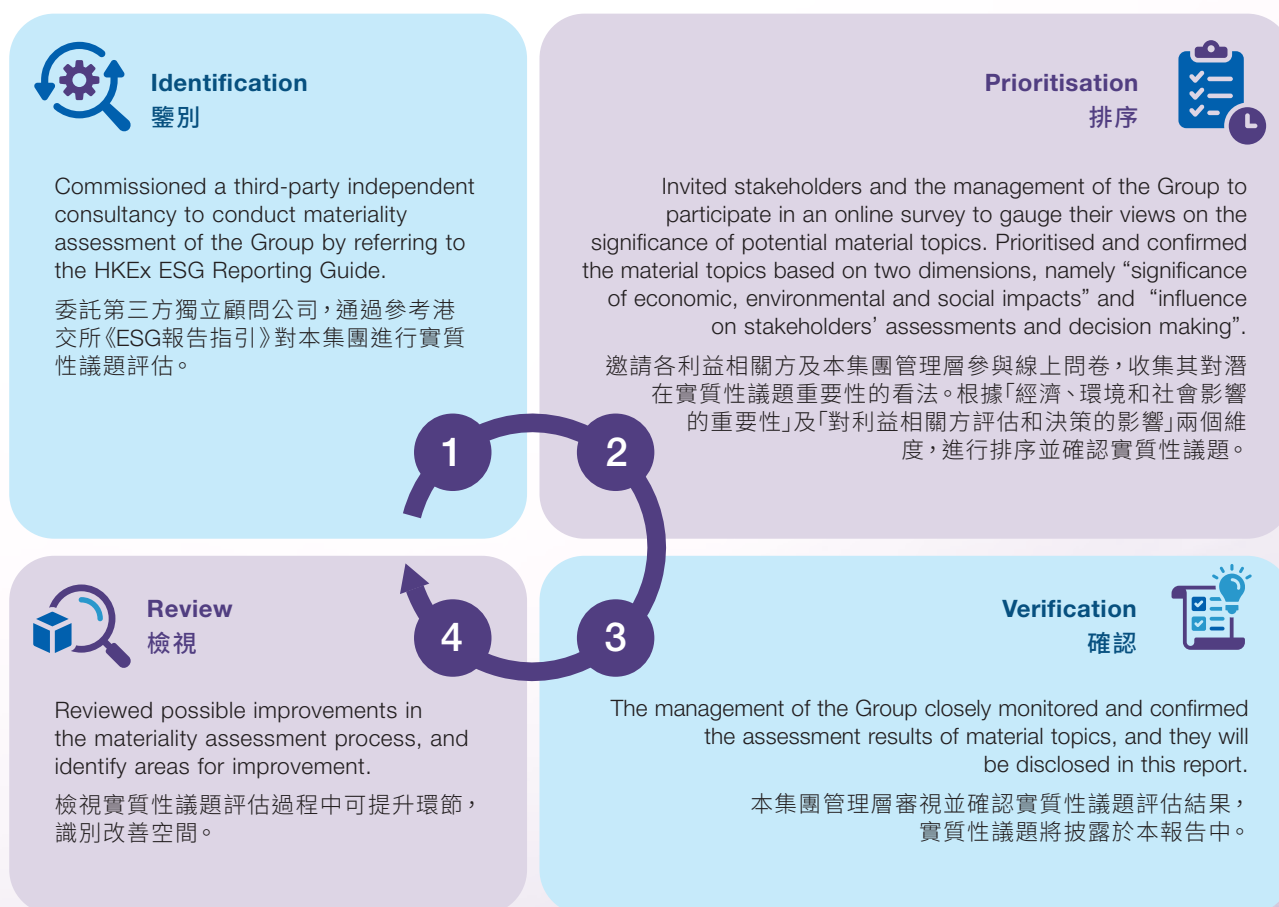 Identification
鑒別
Commissioned a third-party independent
consultancy to conduct materiality
assessment of the Group by referring to
the HKEx ESG Reporting Guide.
委託第三方獨立顧問公司，通過參考港
交所《ESG報告指引》對本集團進行實質
性議題評估。
1
Prioritisation
排序
Invited stakeholders and the management of the Group to
participate in an online survey to gauge their views on the
significance of potential material topics. Prioritised and confirmed
the material topics based on two dimensions, namely “significance
of economic, environmental and social impacts” and “influence
on stakeholders’ assessments and decision making”.
邀請各利益相關方及本集團管理層參與線上問卷，收集其對潛
在實質性議題重要性的看法。根據「經濟、環境和社會影響
的重要性」及「對利益相關方評估和決策的影響」兩個維
度，進行排序並確認實質性議題。
2
Verification
確認
3
The management of the Group closely monitored and confirmed
the assessment results of material topics, and they will
be disclosed in this report.
本集團管理層審視並確認實質性議題評估結果，
實質性議題將披露於本報告中。
Review
檢視
4
Reviewed possible improvements in
the materiality assessment process, and
identify areas for improvement.
檢視實質性議題評估過程中可提升環節，
識別改善空間。